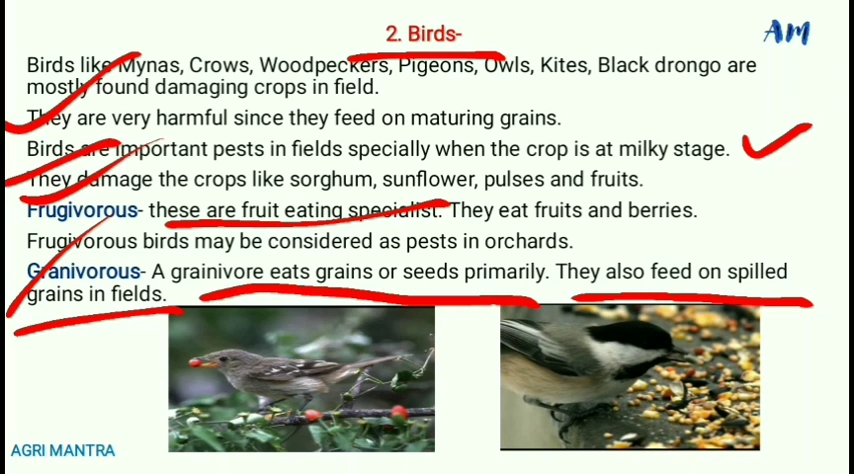 2. Birds-
AM
Birds like Mynas, Crows, Woodpeckers, Pigeons, Owls, Kites, Black drongo are
mostly found damaging crops in field.
They are very harmful since they feed on maturing grains.
Birds are important pests in fields specially when the crop is at milky stage.
They damage the crops like sorghum, sunflower, pulses and fruits.
Frugivorous- these are fruit eating specialist. They eat fruits and berries.
Frugivorous birds may be considered as pests in orchards.
Granivorous- A grainivore eats grains or seeds primarily. They also feed on spilled
grains in fields.
AGRI MANTRA